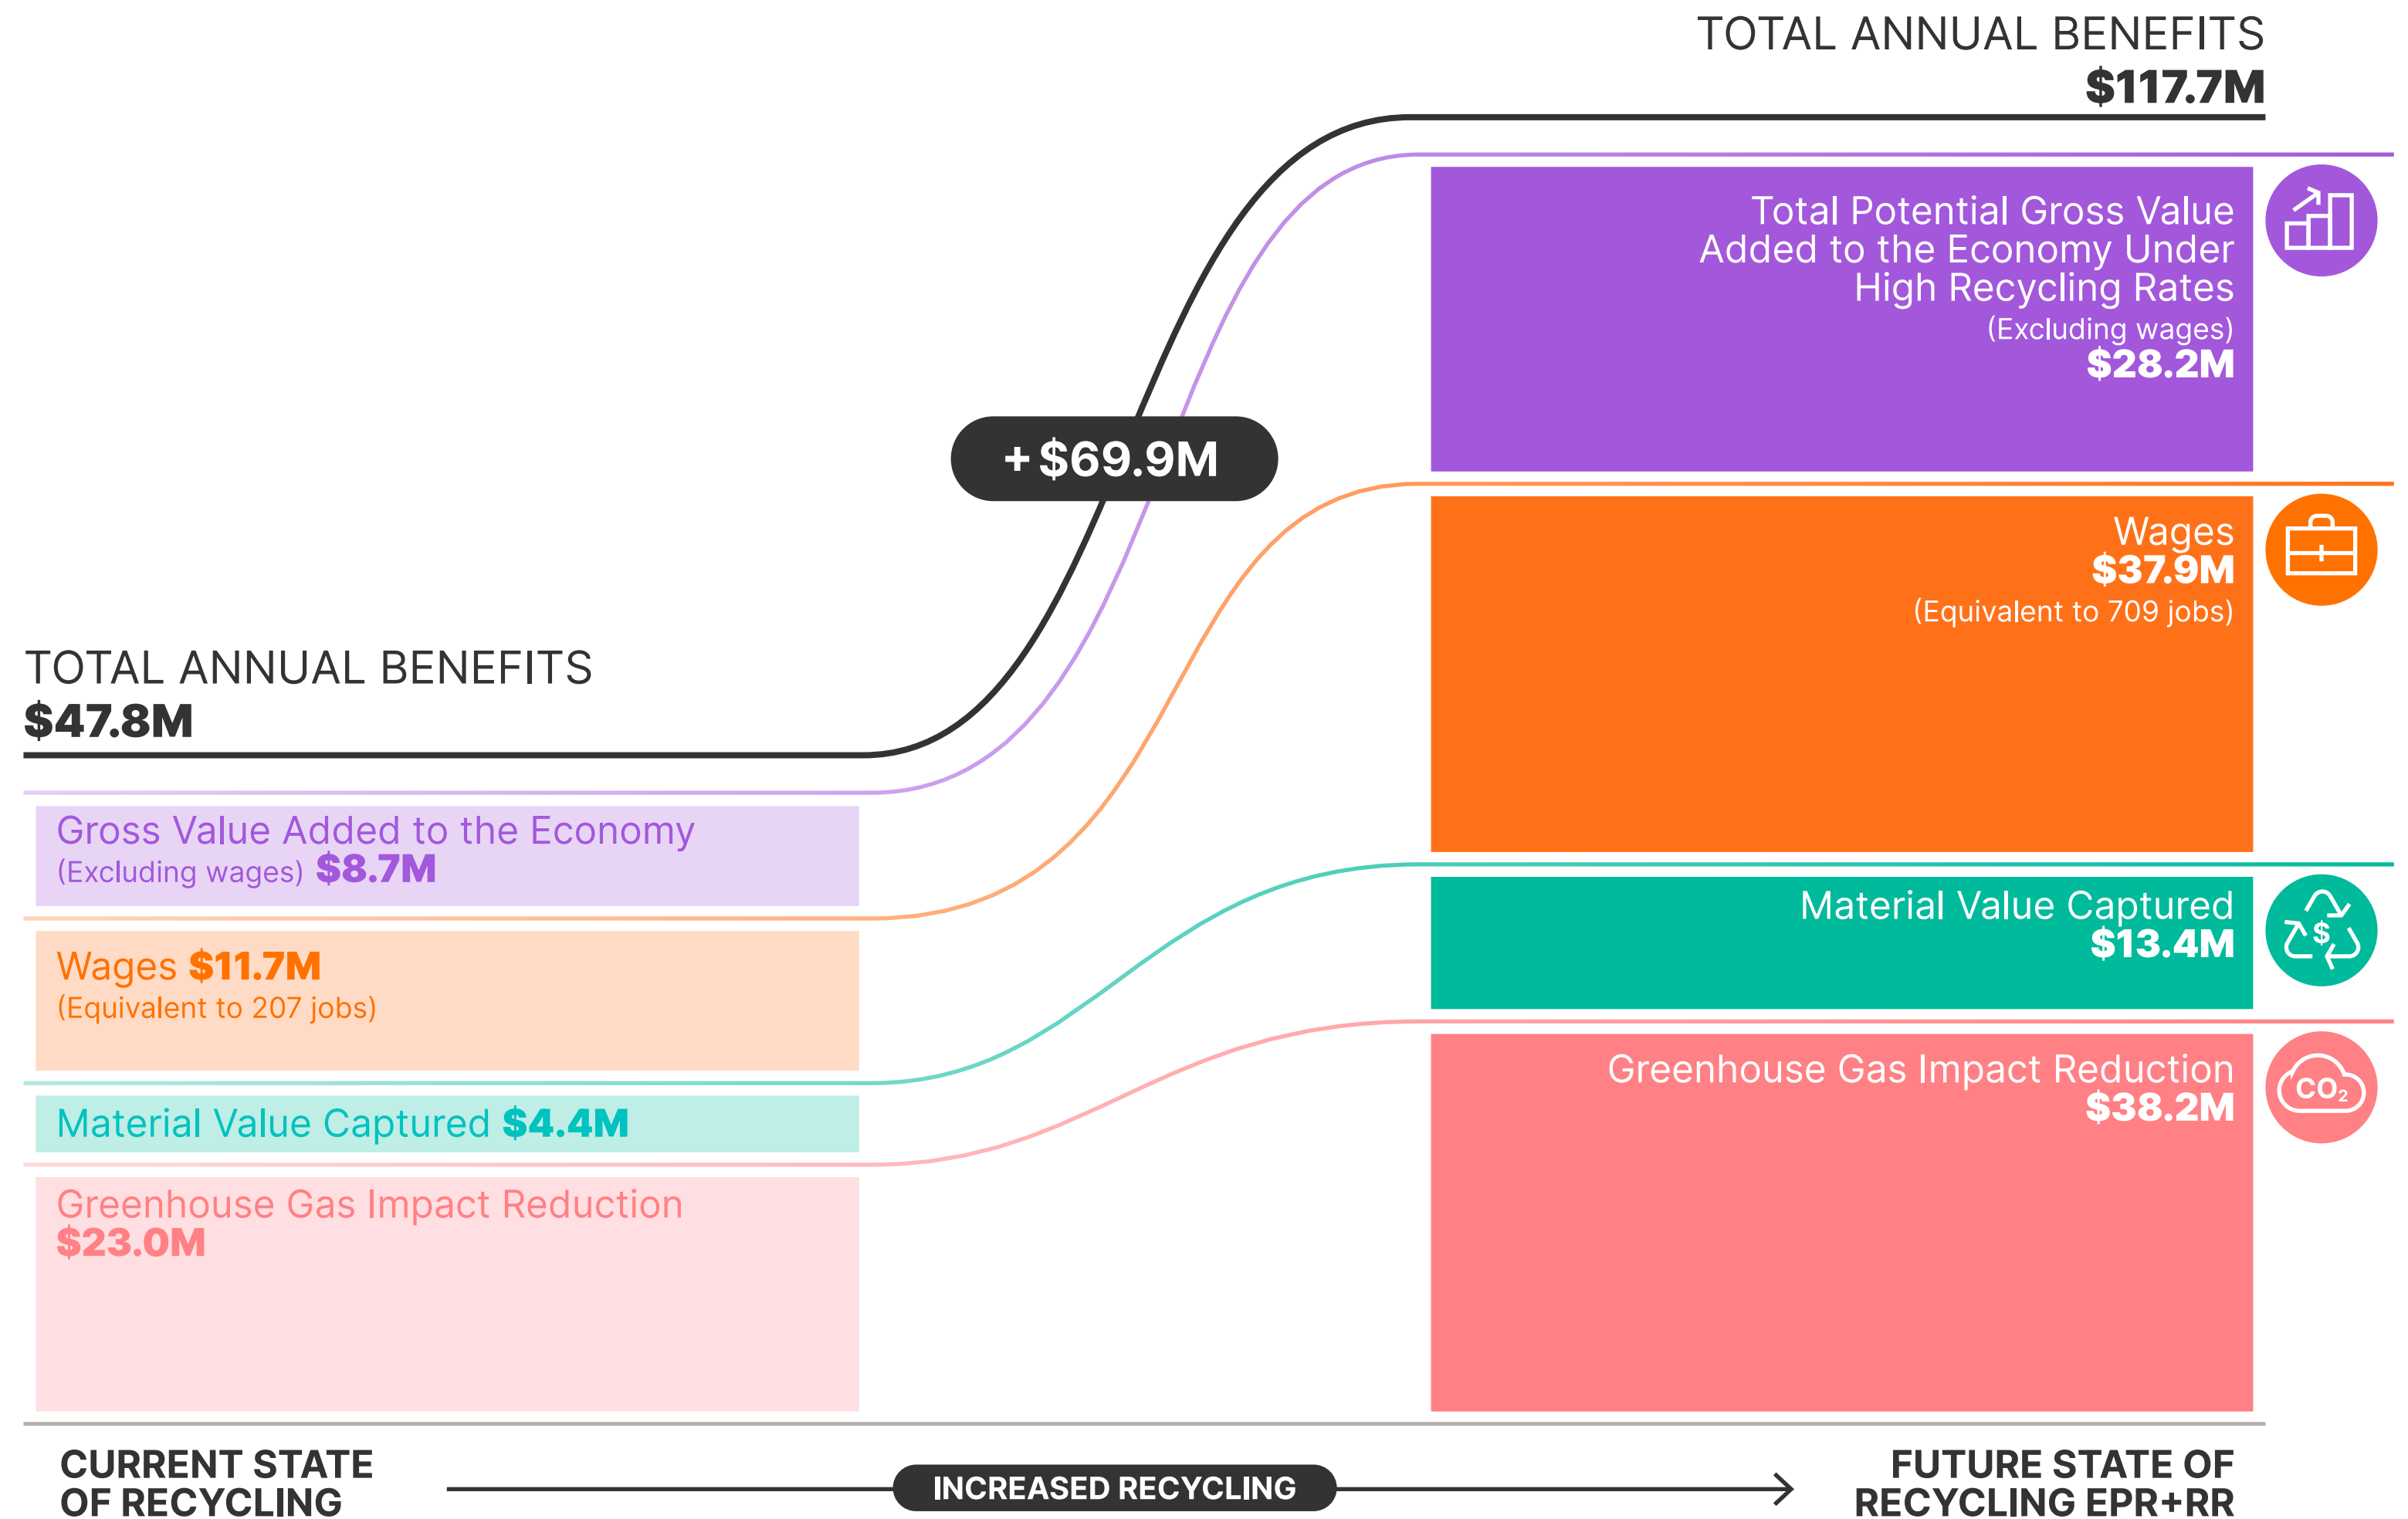 TOTAL ANNUAL BENEFITS
$117.7M
Total Potential Gross Value
Added to the Economy Under
High Recycling Rates
(Excluding wages)
$28.2M
+$69.9M
Wages
$37.9M
(Equivalent to 709 jobs)
TOTAL ANNUAL BENEFITS
$47.8M
Gross Value Added to the Economy
(Excluding wages) $8.7M
Wages $11.7M
(Equivalent to 207 jobs)
Material Value Captured
$13.4M
$
Material Value Captured $4.4M
Greenhouse Gas Impact Reduction
$38.2M
CO₂
Greenhouse Gas Impact Reduction
$23.0M
CURRENT STATE
OF RECYCLING
INCREASED RECYCLING
FUTURE STATE OF
RECYCLING EPR+RR